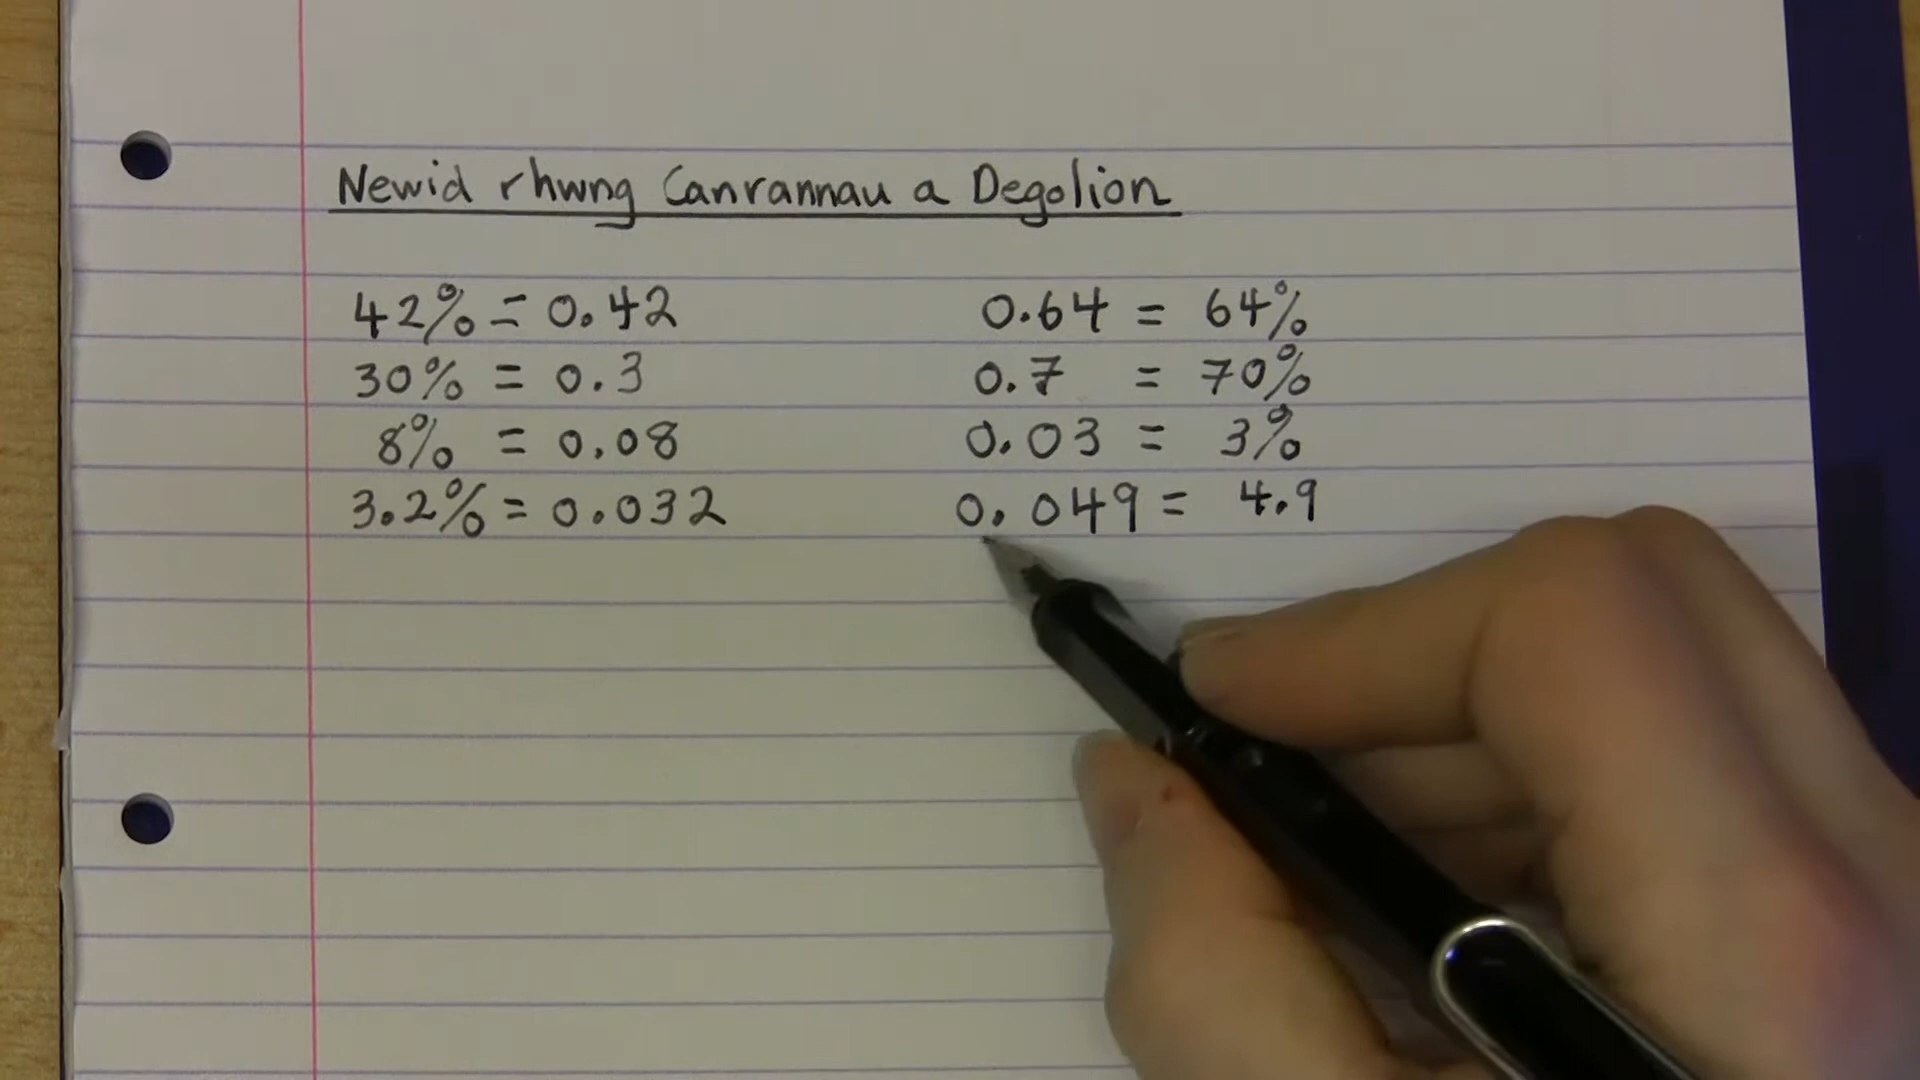 Newid rhwng Canrannau a Degolion
42% = 0.42 0.64 = 64%
30% = 0.3 0.7 = 70%
8% = 0.08 0.03 = 3%
3.2% = 0.032 0.049 = 4.9